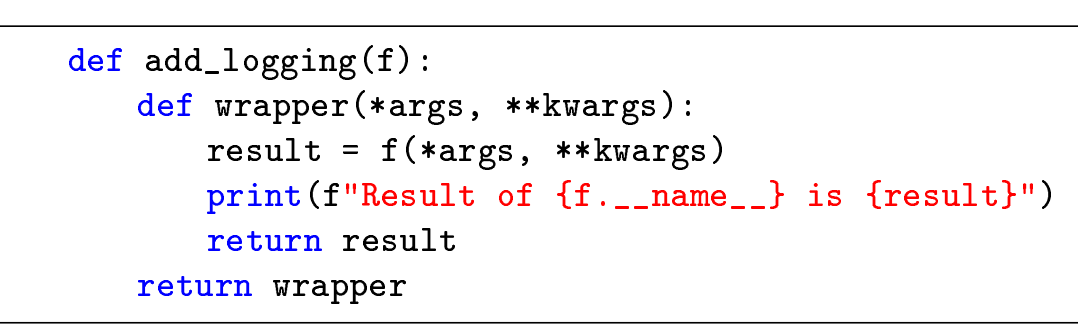 def add_logging(f):
    def wrapper(*args, **kwargs):
        result = f(*args, **kwargs)
        print(f"Result of {f.__name__} is {result}")
        return result
    return wrapper